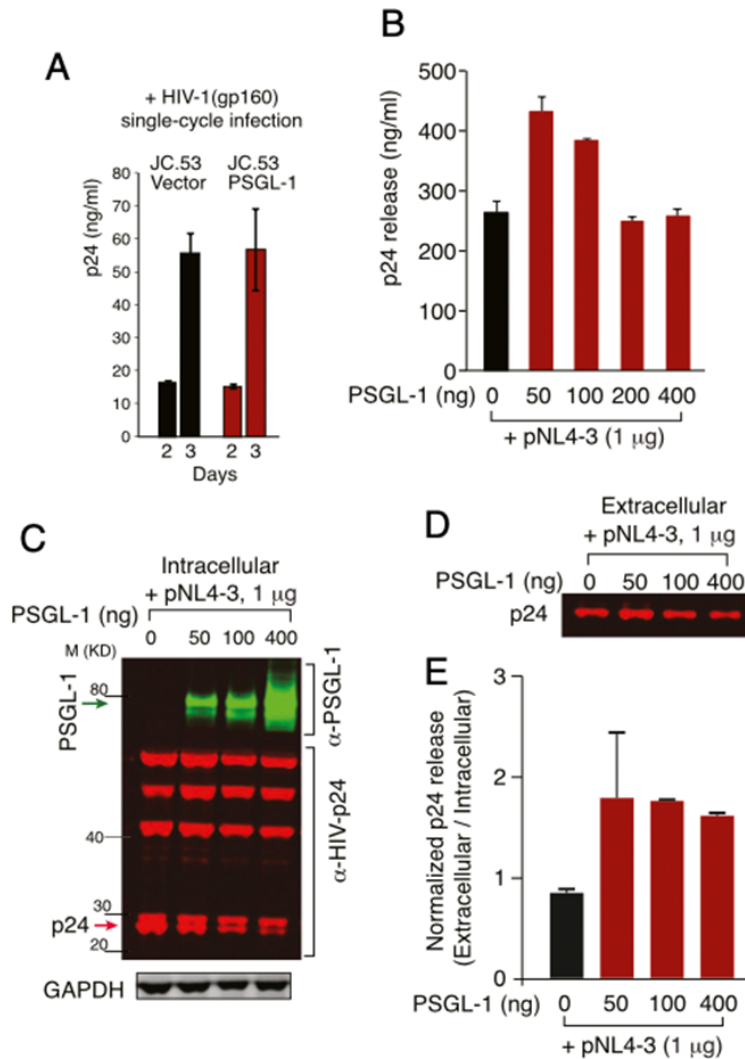 A
+ HIV-1(gp160)
single-cycle infection
JC.53 JC.53
Vector PSGL-1
p24 (ng/ml)
80
70
60
50
40
30
20
10
0
2 3 2 3
Days
B
p24 release (ng/ml)
500
400
300
200
100
0
PSGL-1 (ng) 0 50 100 200 400
+ pNL4-3 (1 µg)
C
Intracellular
+ pNL4-3, 1 µg
PSGL-1 (ng) 0 50 100 400
M (KD)
PSGL-1
80
40
30
p24
20
α-PSGL-1
α-HIV-p24
GAPDH
D
Extracellular
+ pNL4-3, 1 µg
PSGL-1 (ng) 0 50 100 400
p24
E
Normalized p24 release
(Extracellular / Intracellular)
3
2
1
0
PSGL-1 (ng) 0 50 100 400
+ pNL4-3 (1 µg)